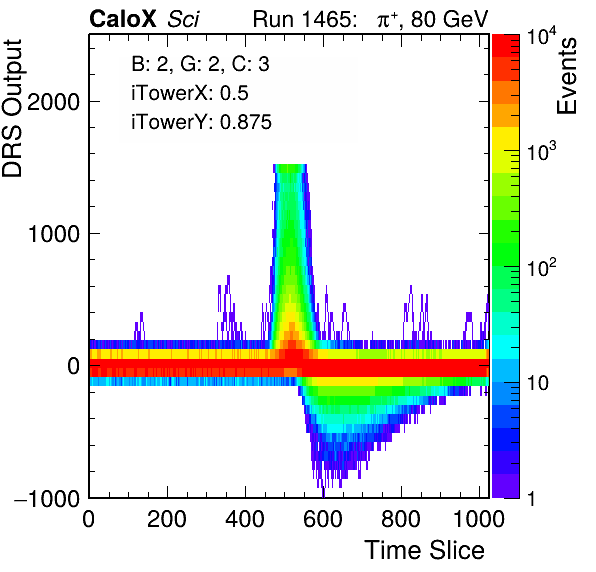 CaloX Sci Run 1465: π⁺, 80 GeV
B: 2, G: 2, C: 3
iTowerX: 0.5
iTowerY: 0.875
DRS Output
2000
1000
0
−1000
0 200 400 600 800 1000
Time Slice
Events
10⁴
10³
10²
10
1